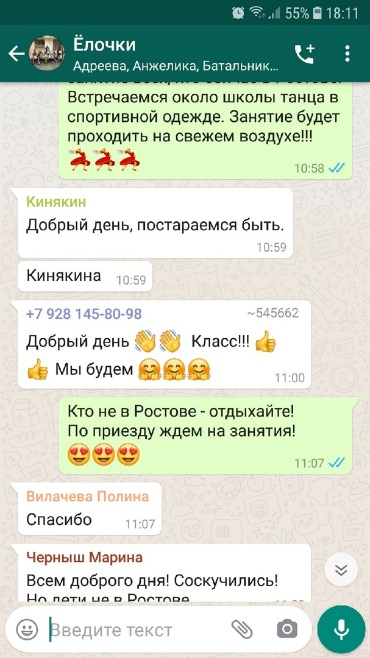 55% 18:11
Ёлочки
Адреева, Анжелика, Батальник...
Встречаемся около школы танца в
спортивной одежде. Занятие будет
проходить на свежем воздухе!!!
💃💃💃
10:58
Кинякин
Добрый день, постараемся быть.
10:59
Кинякина 10:59
+7 928 145-80-98 ~545662
Добрый день 👋👋 Класс!!! 👍
👍 Мы будем 🤗🤗🤗
11:00
Кто не в Ростове - отдыхайте!
По приезду ждем на занятия!
😍😍😍
11:07
Вилачева Полина
Спасибо 11:07
Черныш Марина
Всем доброго дня! Соскучились!
Но дети не в Ростове
Введите текст